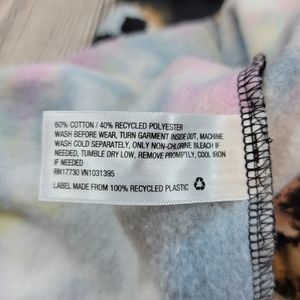 60% COTTON / 40% RECYCLED POLYESTER
WASH BEFORE WEAR, TURN GARMENT INSIDE OUT, MACHINE
WASH COLD SEPARATELY, ONLY NON-CHLORINE BLEACH IF
NEEDED, TUMBLE DRY LOW, REMOVE PROMPTLY, COOL IRON
IF NEEDED
RN17730 VN1031395
LABEL MADE FROM 100% RECYCLED PLASTIC